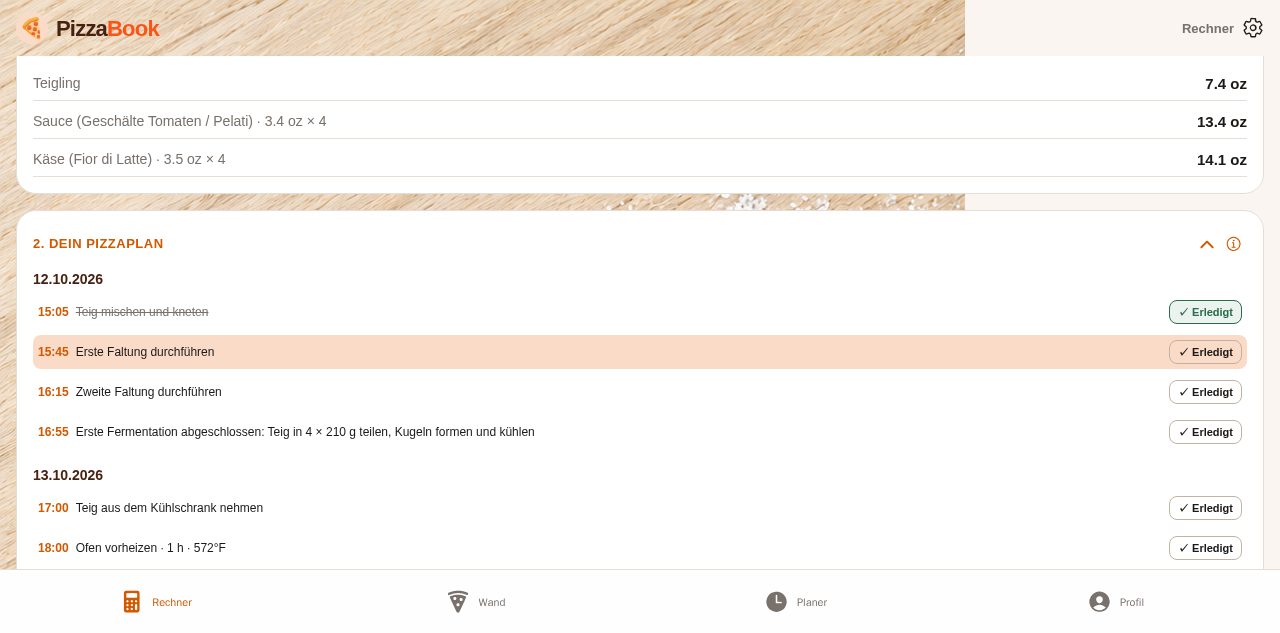 PizzaBook
Rechner
Teigling 7.4 oz
Sauce (Geschälte Tomaten / Pelati) · 3.4 oz × 4 13.4 oz
Käse (Fior di Latte) · 3.5 oz × 4 14.1 oz
2. DEIN PIZZAPLAN
12.10.2026
15:05 Teig mischen und kneten ✓ Erledigt
15:45 Erste Faltung durchführen ✓ Erledigt
16:15 Zweite Faltung durchführen ✓ Erledigt
16:55 Erste Fermentation abgeschlossen: Teig in 4 × 210 g teilen, Kugeln formen und kühlen ✓ Erledigt
13.10.2026
17:00 Teig aus dem Kühlschrank nehmen ✓ Erledigt
18:00 Ofen vorheizen · 1 h · 572°F ✓ Erledigt
Rechner Wand Planer Profil